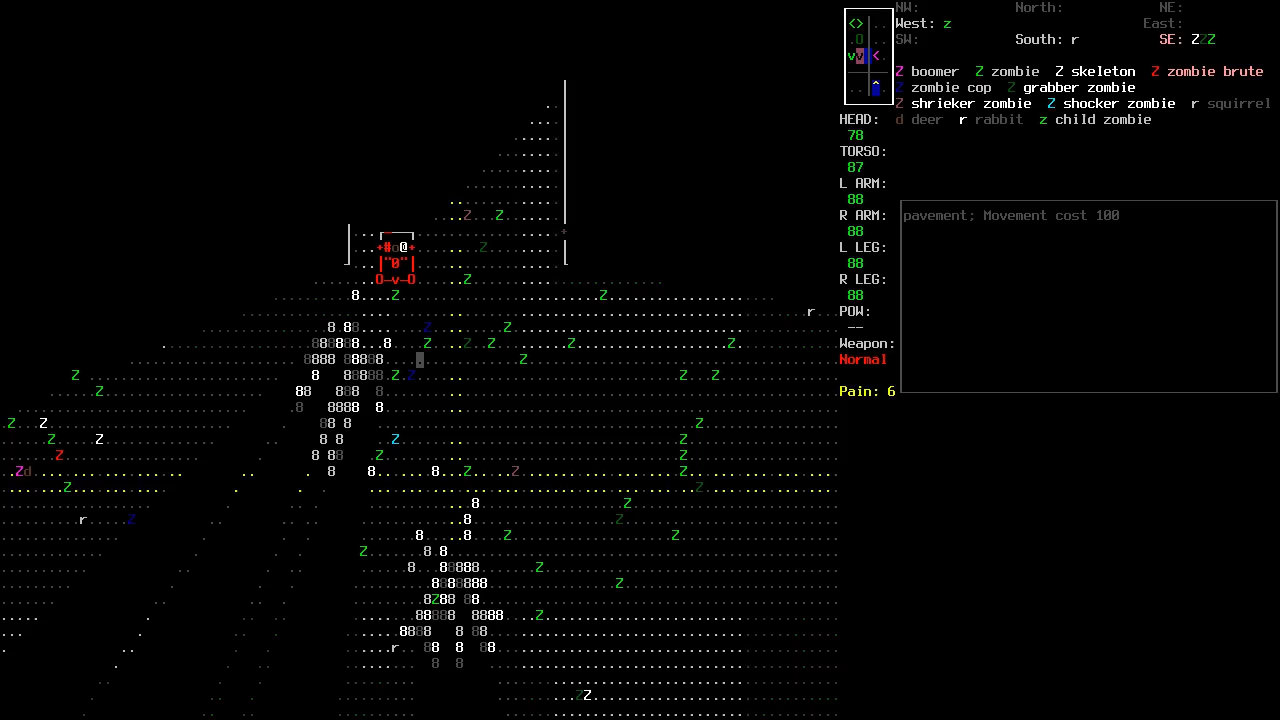 NW: North: NE:
West: z East:
SW: South: r SE: ZZZ
Z boomer Z zombie Z skeleton Z zombie brute
Z zombie cop Z grabber zombie
Z shrieker zombie Z shocker zombie r squirrel
d deer r rabbit z child zombie
HEAD:
78
TORSO:
87
L ARM:
88
R ARM:
88
L LEG:
88
R LEG:
88
POW:
--
Weapon:
Normal
Pain: 6
pavement; Movement cost 100